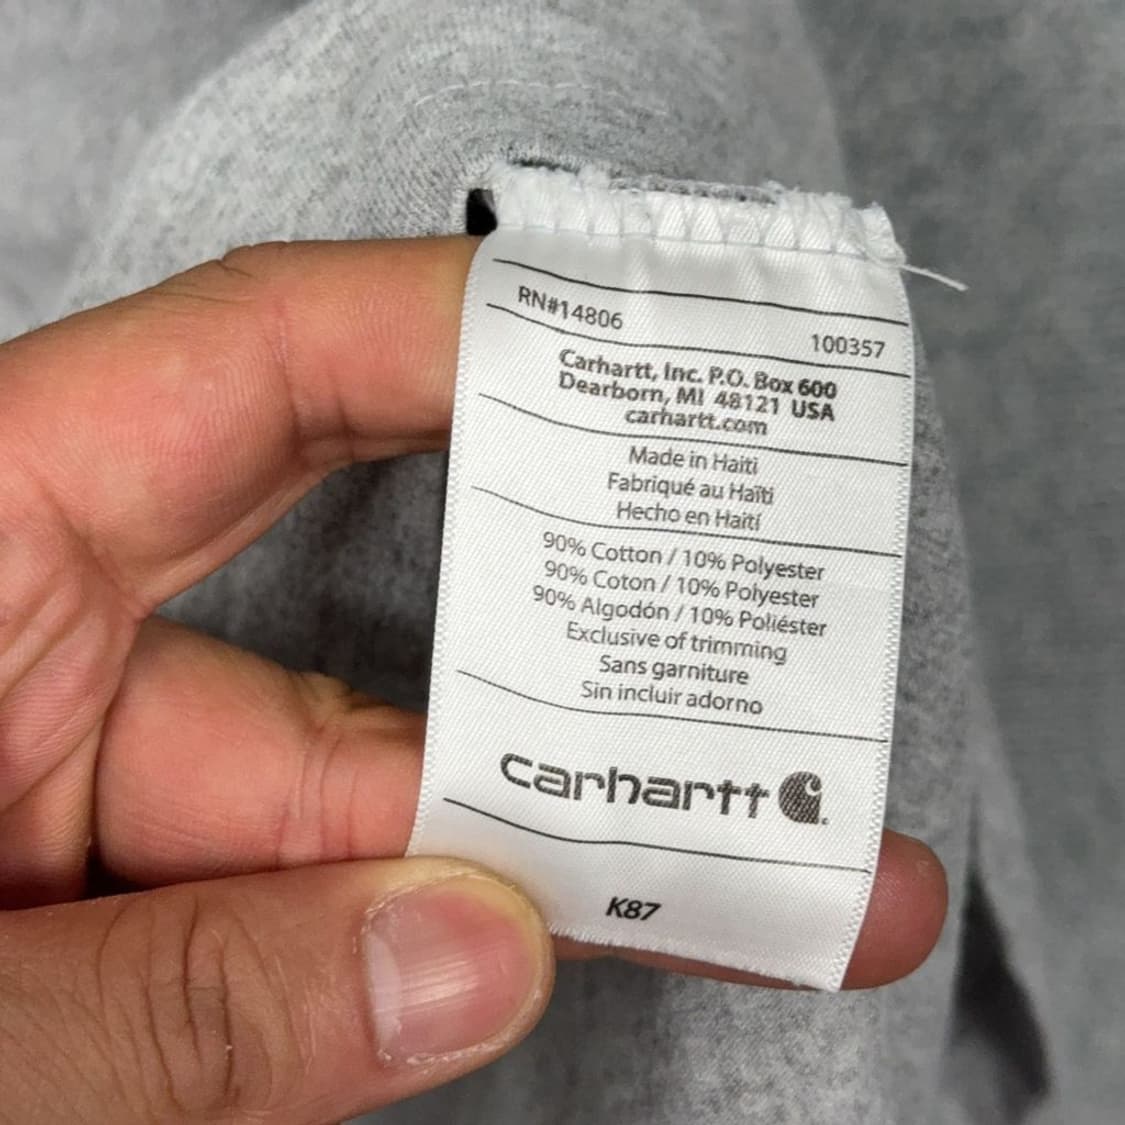 RN#14806
100357
Carhartt, Inc. P.O. Box 600
Dearborn, MI 48121 USA
carhartt.com
Made in Haiti
Fabriqué au Haïti
Hecho en Haití
90% Cotton / 10% Polyester
90% Coton / 10% Polyester
90% Algodón / 10% Poliéster
Exclusive of trimming
Sans garniture
Sin incluir adorno
carhartt
K87